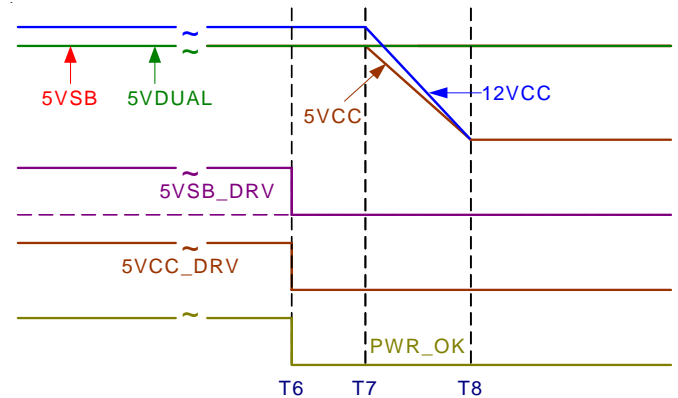 5VSB 5VDUAL
12VCC
5VCC
5VSB_DRV
5VCC_DRV
PWR_OK
T6 T7 T8